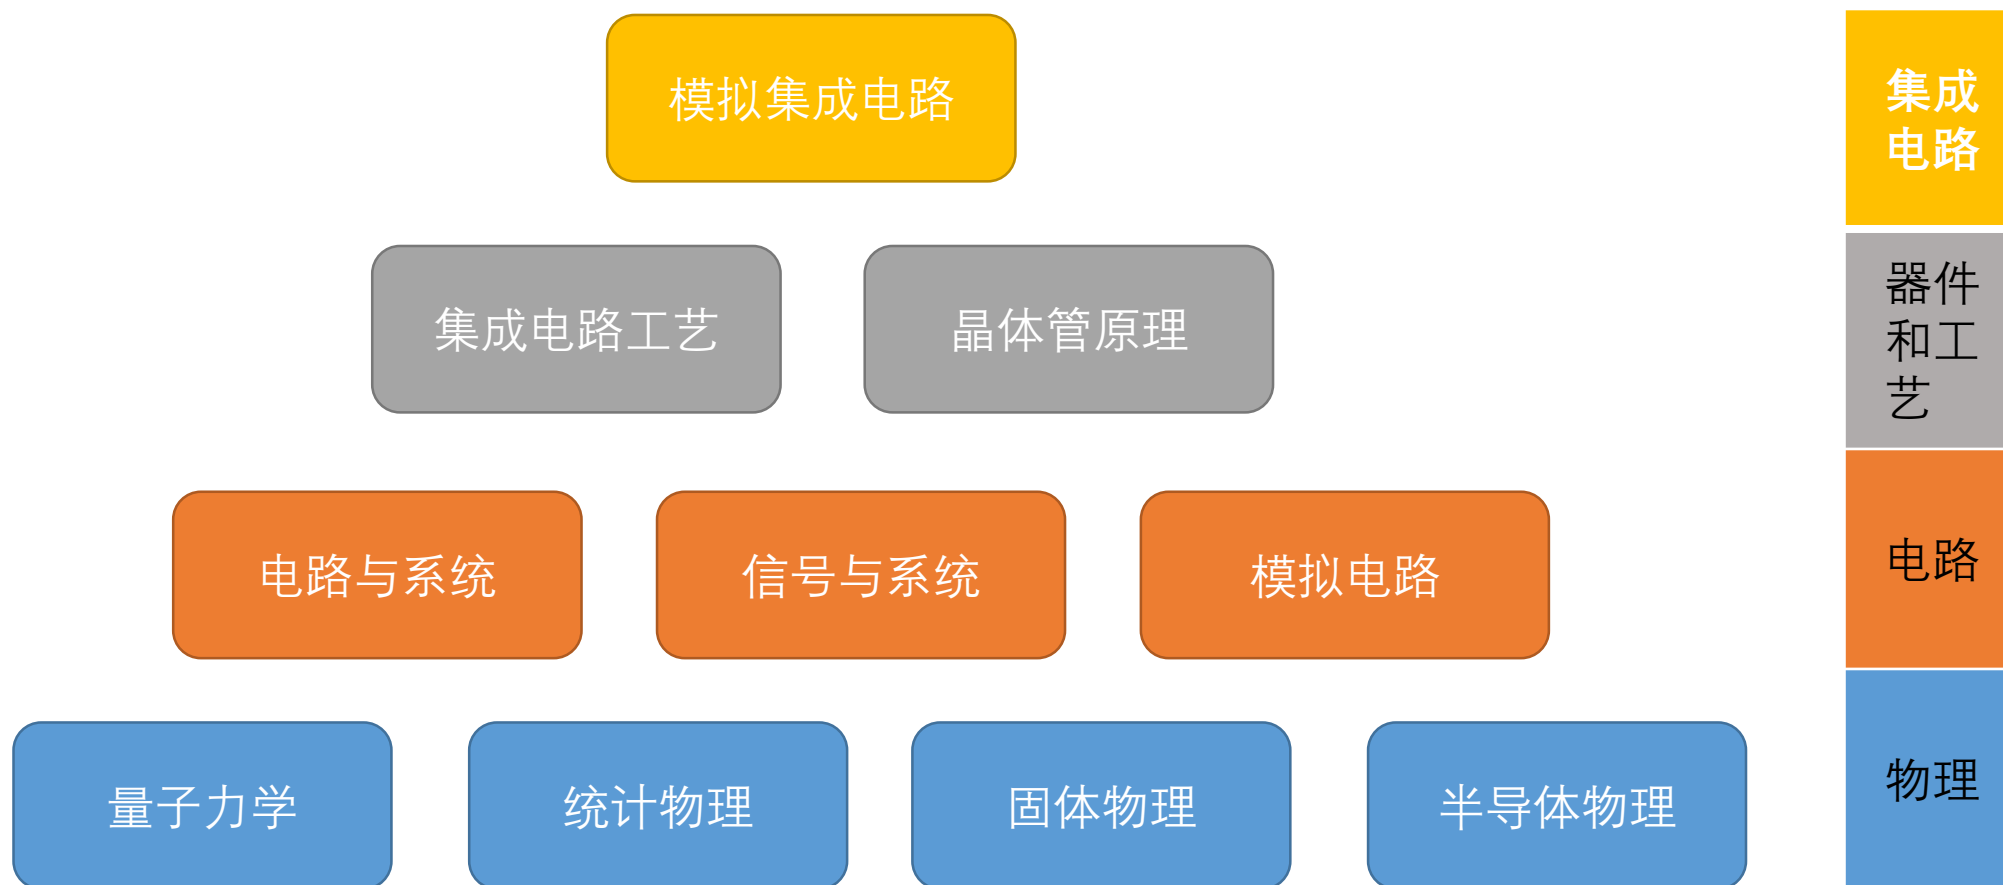 模拟集成电路
集成
电路
集成电路工艺
晶体管原理
器件
和工
艺
电路与系统
信号与系统
模拟电路
电路
量子力学
统计物理
固体物理
半导体物理
物理